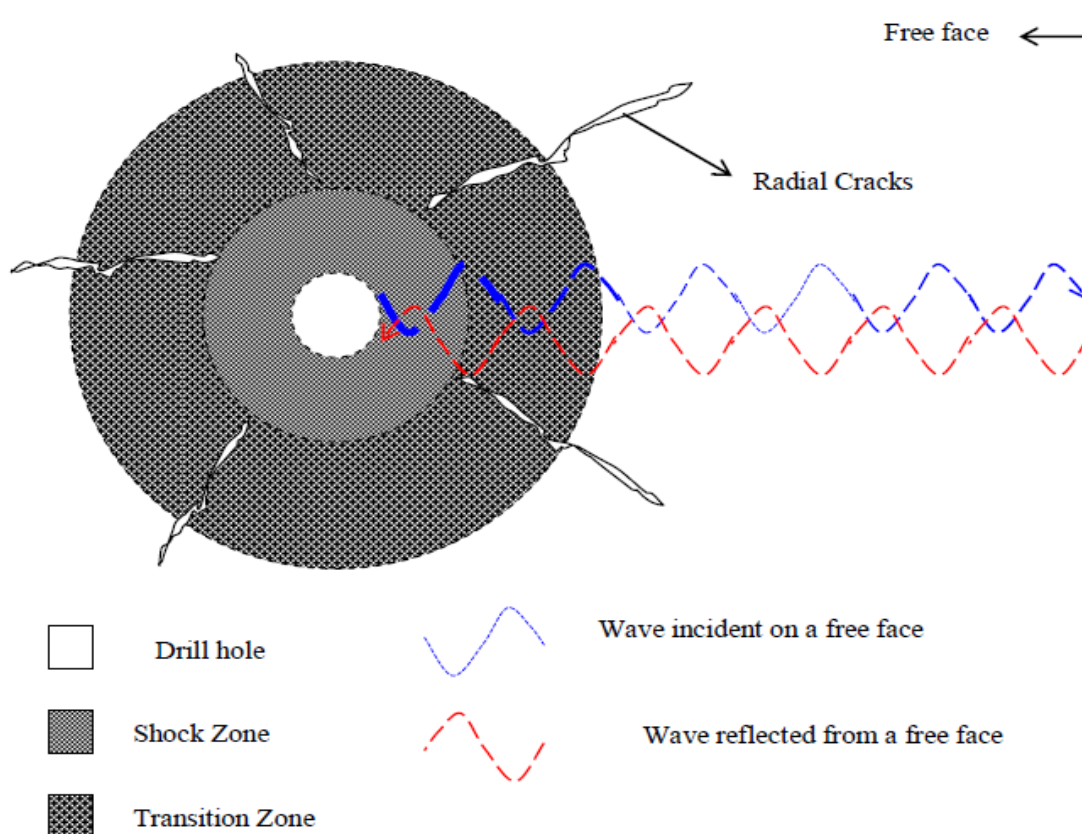 Free face
Radial Cracks
Drill hole
Wave incident on a free face
Shock Zone
Wave reflected from a free face
Transition Zone